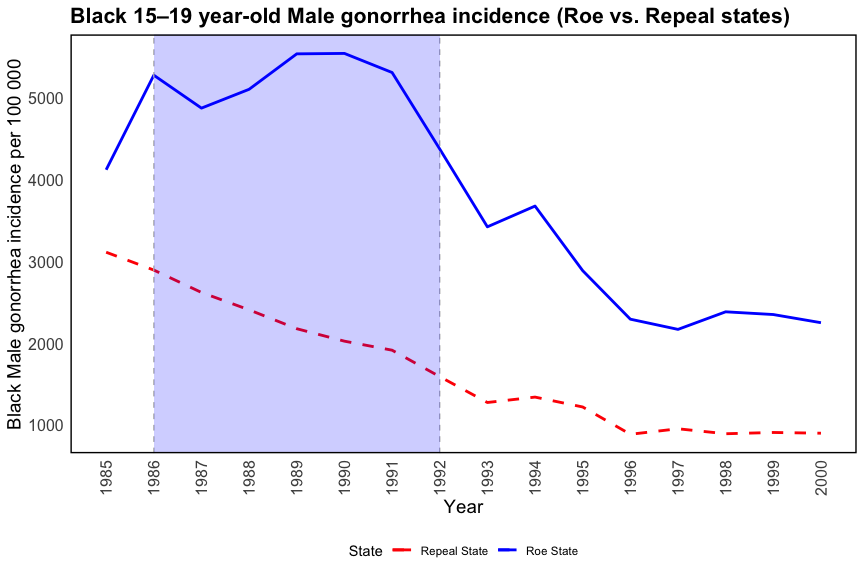 Black 15–19 year-old Male gonorrhea incidence (Roe vs. Repeal states)
Black Male gonorrhea incidence per 100 000
5000
4000
3000
2000
1000
1985 1986 1987 1988 1989 1990 1991 1992 1993 1994 1995 1996 1997 1998 1999 2000
Year
State Repeal State Roe State